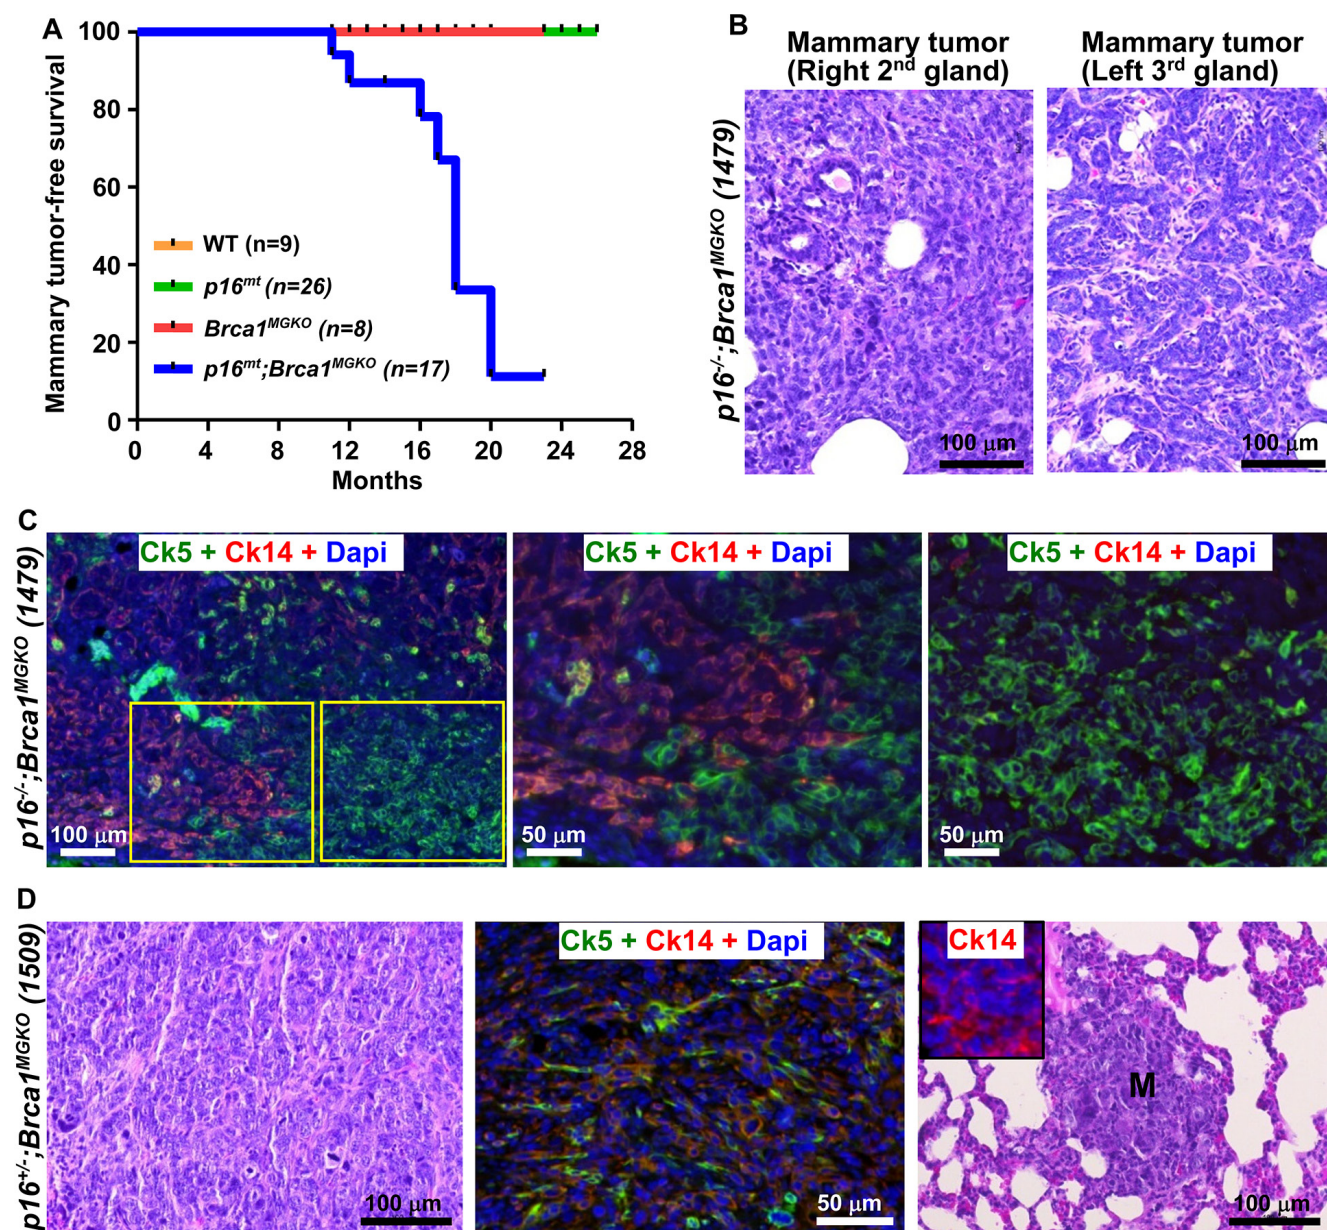 A
Mammary tumor-free survival
100
80
60
40
20
0
0 4 8 12 16 20 24 28
Months
WT (n=9)
p16mt (n=26)
Brca1MGKO (n=8)
p16mt;Brca1MGKO (n=17)
B
Mammary tumor
(Right 2nd gland)
Mammary tumor
(Left 3rd gland)
p16-/-;Brca1MGKO (1479)
100 μm
100 μm
C
p16-/-;Brca1MGKO (1479)
Ck5 + Ck14 + Dapi
100 μm
Ck5 + Ck14 + Dapi
50 μm
Ck5 + Ck14 + Dapi
50 μm
D
p16+/-;Brca1MGKO (1509)
100 μm
Ck5 + Ck14 + Dapi
50 μm
Ck14
M
100 μm